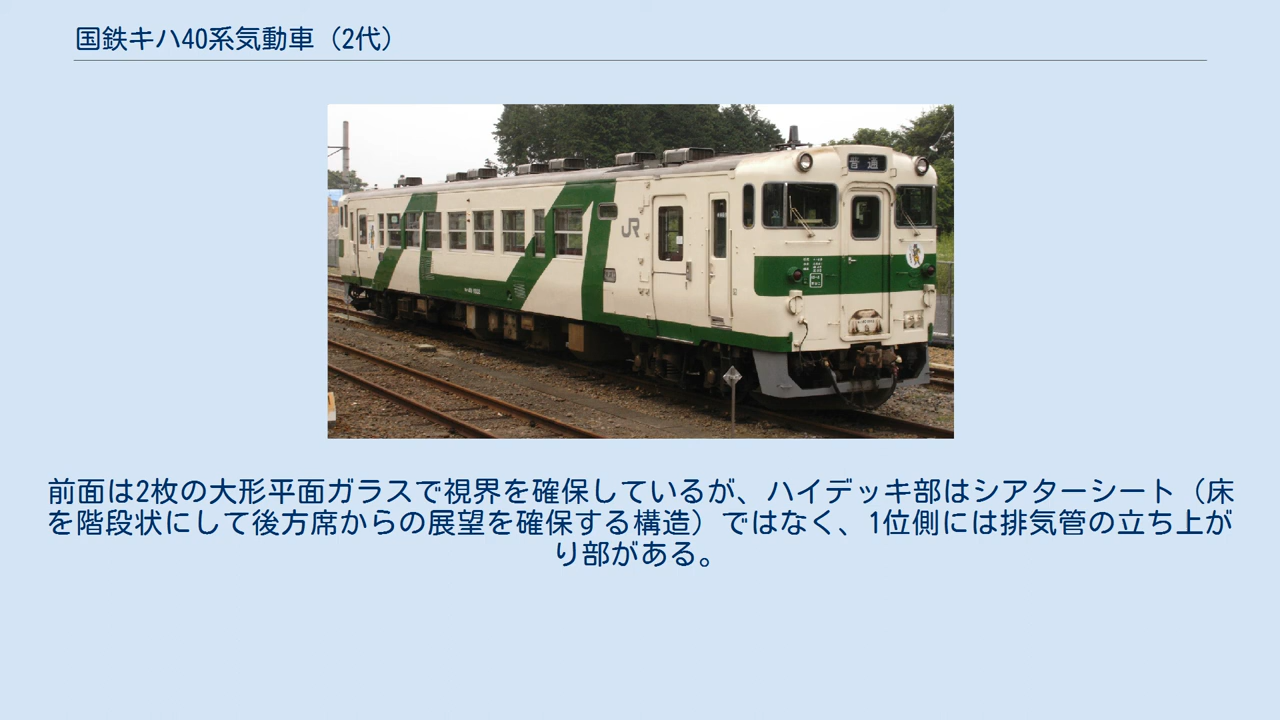 国鉄キハ40系気動車（2代）
普通
JR
前面は2枚の大形平面ガラスで視界を確保しているが、ハイデッキ部はシアターシート（床
を階段状にして後方席からの展望を確保する構造）ではなく、1位側には排気管の立ち上が
り部がある。